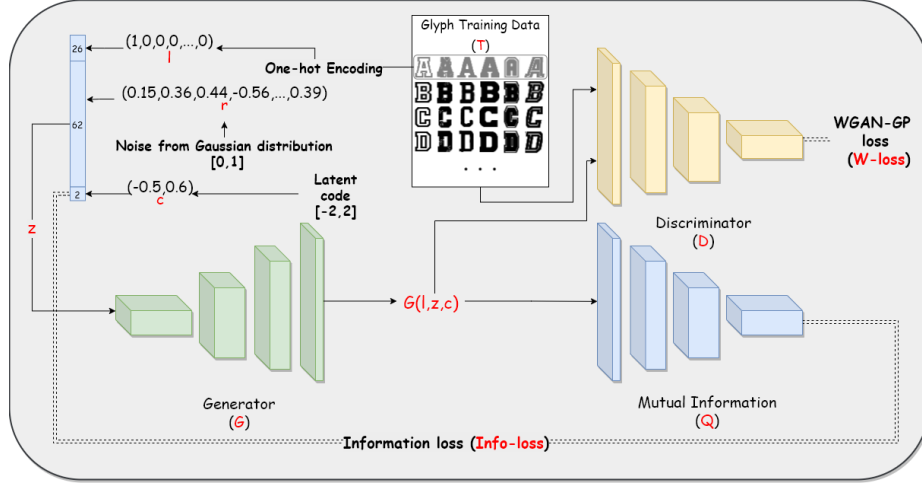 26
(1,0,0,0,...,0)
l
One-hot Encoding
62
(0.15,0.36,0.44,-0.56,...,0.39)
r
Noise from Gaussian distribution
[0,1]
2
(-0.5,0.6)
c
Latent
code
[-2,2]
z
Glyph Training Data
(T)
A A A A A A
B B B B B B
C C C C C C
D D D D D D
. . .
WGAN-GP
loss
(W-loss)
Discriminator
(D)
G(l,z,c)
Generator
(G)
Mutual Information
(Q)
Information loss (Info-loss)